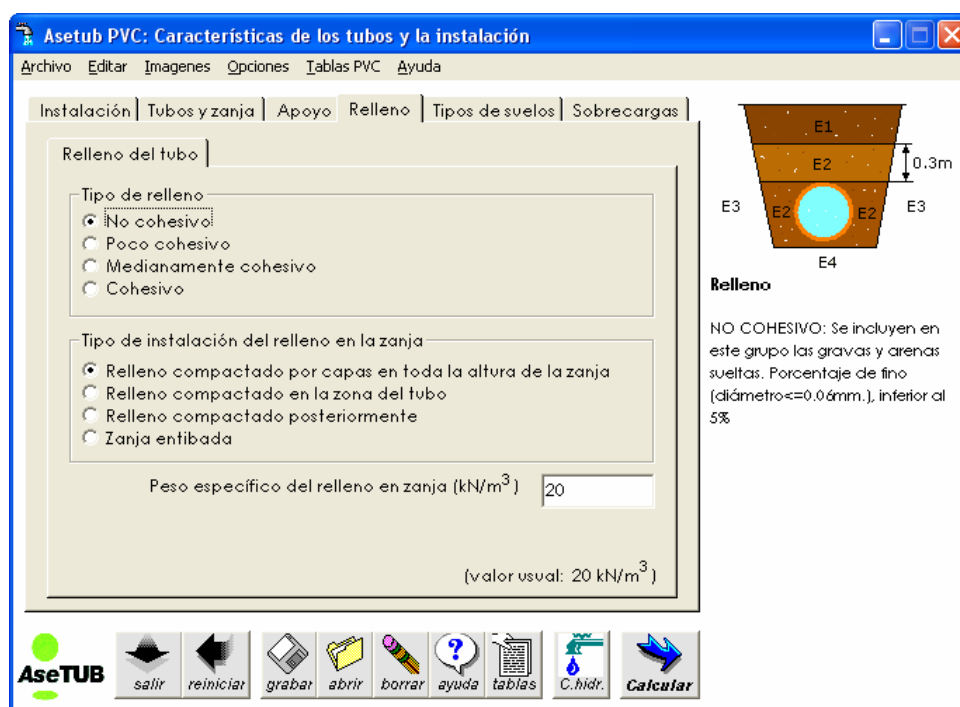 Asetub PVC: Características de los tubos y la instalación
Archivo Editar Imagenes Opciones Tablas PVC Ayuda
Instalación Tubos y zanja Apoyo Relleno Tipos de suelos Sobrecargas
Relleno del tubo
Tipo de relleno
No cohesivo
Poco cohesivo
Medianamente cohesivo
Cohesivo
Tipo de instalación del relleno en la zanja
Relleno compactado por capas en toda la altura de la zanja
Relleno compactado en la zona del tubo
Relleno compactado posteriormente
Zanja entibada
Peso específico del relleno en zanja (kN/m³) 20
(valor usual: 20 kN/m³)
E1
E2 0.3m
E3 E2 E2 E3
E4
Relleno
NO COHESIVO: Se incluyen en
este grupo las gravas y arenas
sueltas. Porcentaje de fino
(diámetro<=0.06mm.), inferior al
5%
AseTUB salir reiniciar grabar abrir borrar ayuda tablas C.hidr. Calcular